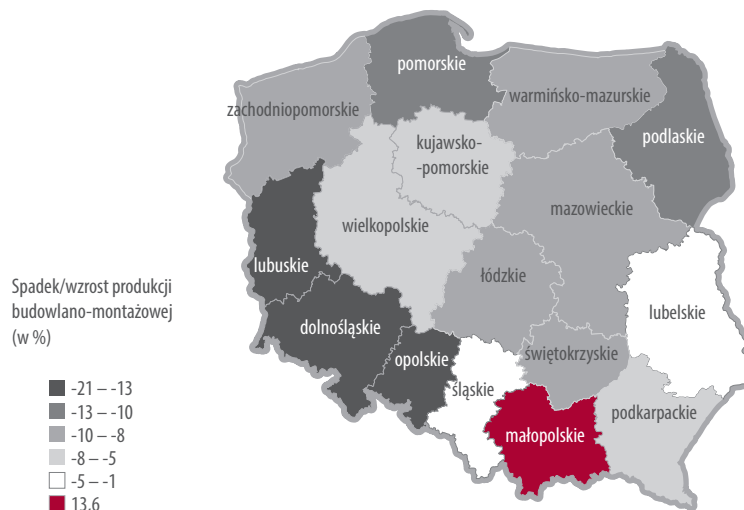 pomorskie
warmińsko-mazurskie
zachodniopomorskie
podlaskie
kujawsko-
-pomorskie
mazowieckie
wielkopolskie
lubuskie
łódzkie
Spadek/wzrost produkcji
budowlano-montażowej
(w %)
lubelskie
dolnośląskie
opolskie
świętokrzyskie
śląskie
podkarpackie
małopolskie
-21 – -13
-13 – -10
-10 – -8
-8 – -5
-5 – -1
13,6